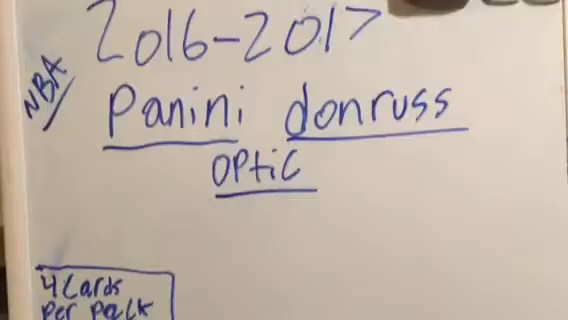 2016-2017
NBA
Panini donruss
OPtiC
4 Cards
Per Pack